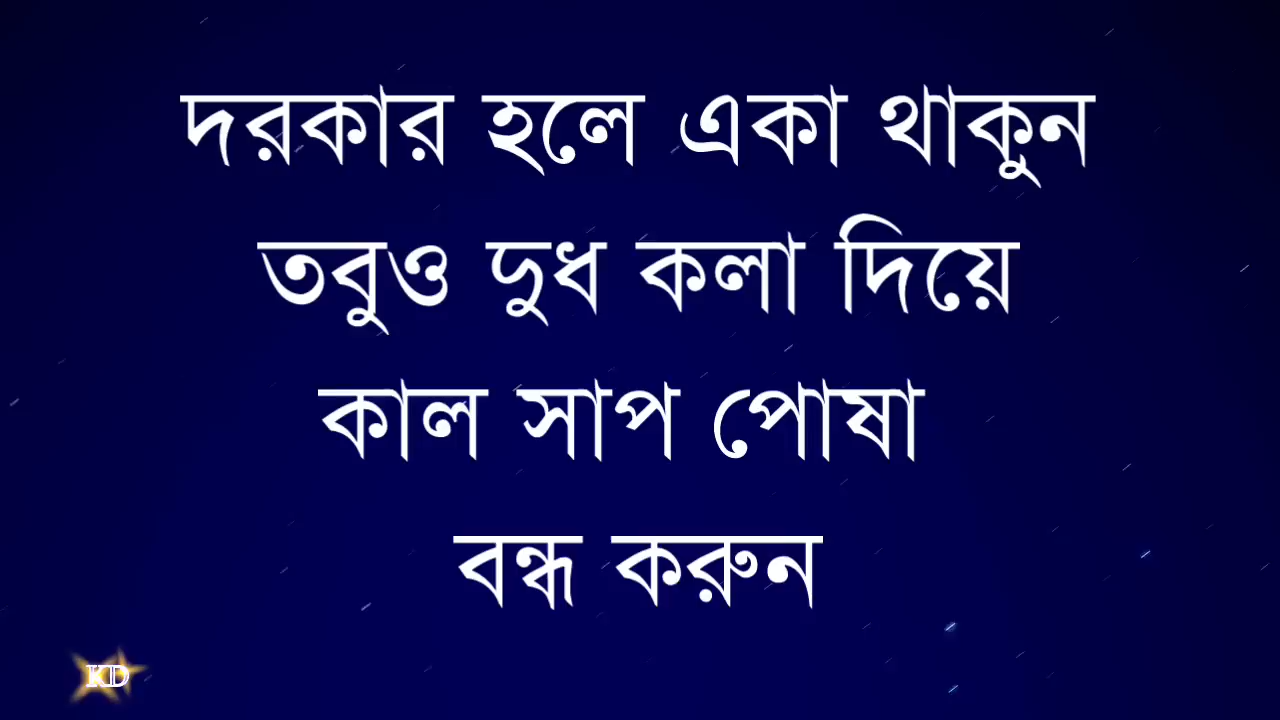 দরকার হলে একা থাকুন
তবুও দুধ কলা দিয়ে
কাল সাপ পোষা
বন্ধ করুন
KD